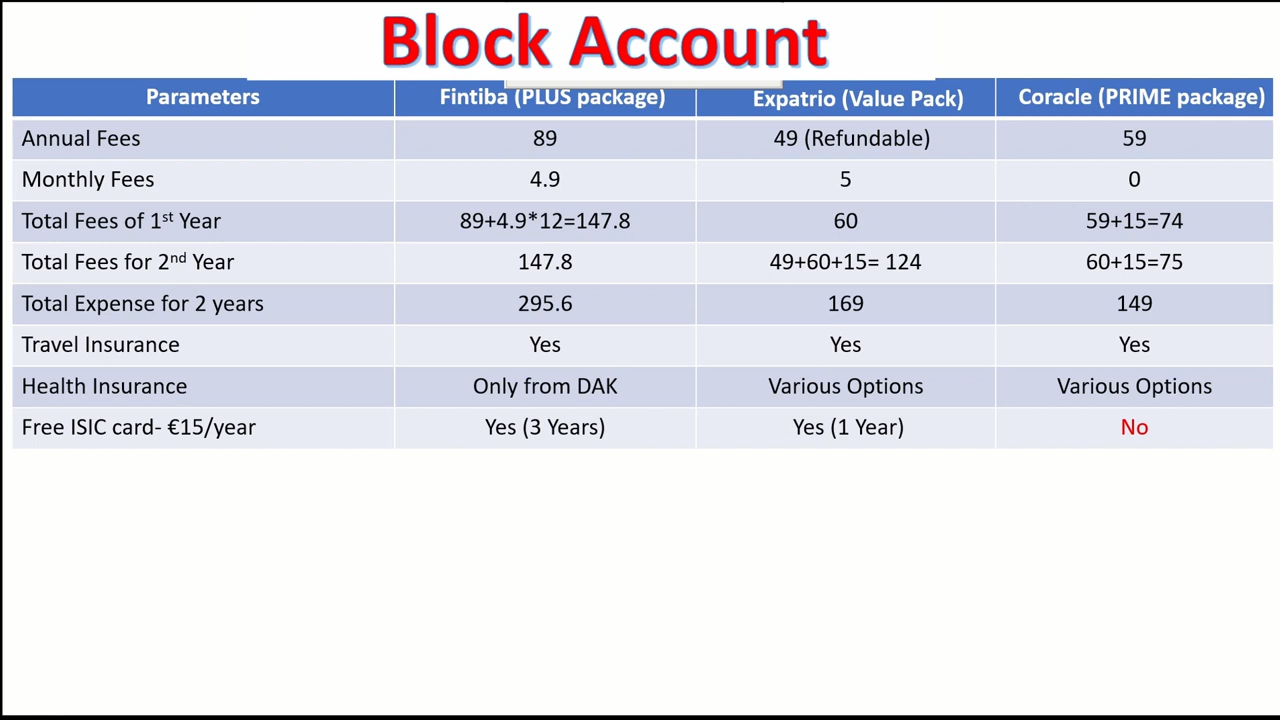 Block Account
Parameters Fintiba (PLUS package) Expatrio (Value Pack) Coracle (PRIME package)
Annual Fees 89 49 (Refundable) 59
Monthly Fees 4.9 5 0
Total Fees of 1st Year 89+4.9*12=147.8 60 59+15=74
Total Fees for 2nd Year 147.8 49+60+15= 124 60+15=75
Total Expense for 2 years 295.6 169 149
Travel Insurance Yes Yes Yes
Health Insurance Only from DAK Various Options Various Options
Free ISIC card- €15/year Yes (3 Years) Yes (1 Year) No